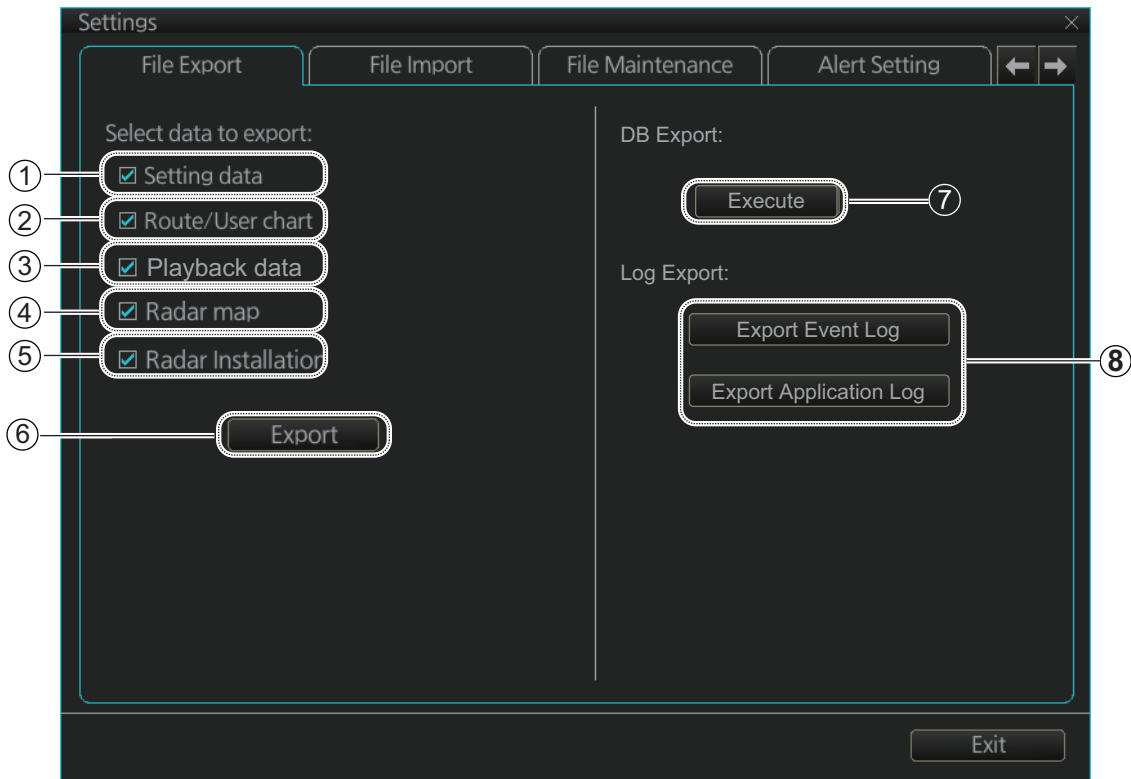 Settings
File Export
File Import
File Maintenance
Alert Setting
Select data to export:
① Setting data
② Route/User chart
③ Playback data
④ Radar map
⑤ Radar Installation
⑥ Export
DB Export:
Execute ⑦
Log Export:
Export Event Log
Export Application Log
⑧
Exit